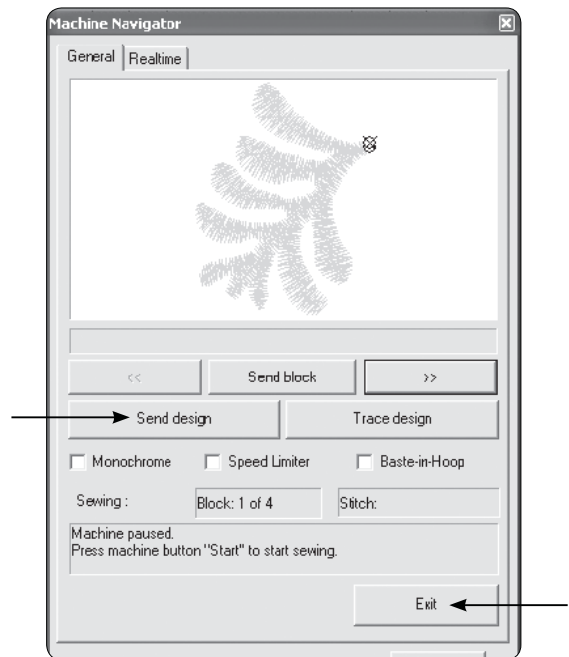 Machine Navigator
General Realtime
<< Send block >>
Send design Trace design
Monochrome Speed Limiter Baste-in-Hoop
Sewing : Block: 1 of 4 Stitch:
Machine paused.
Press machine button "Start" to start sewing.
Exit